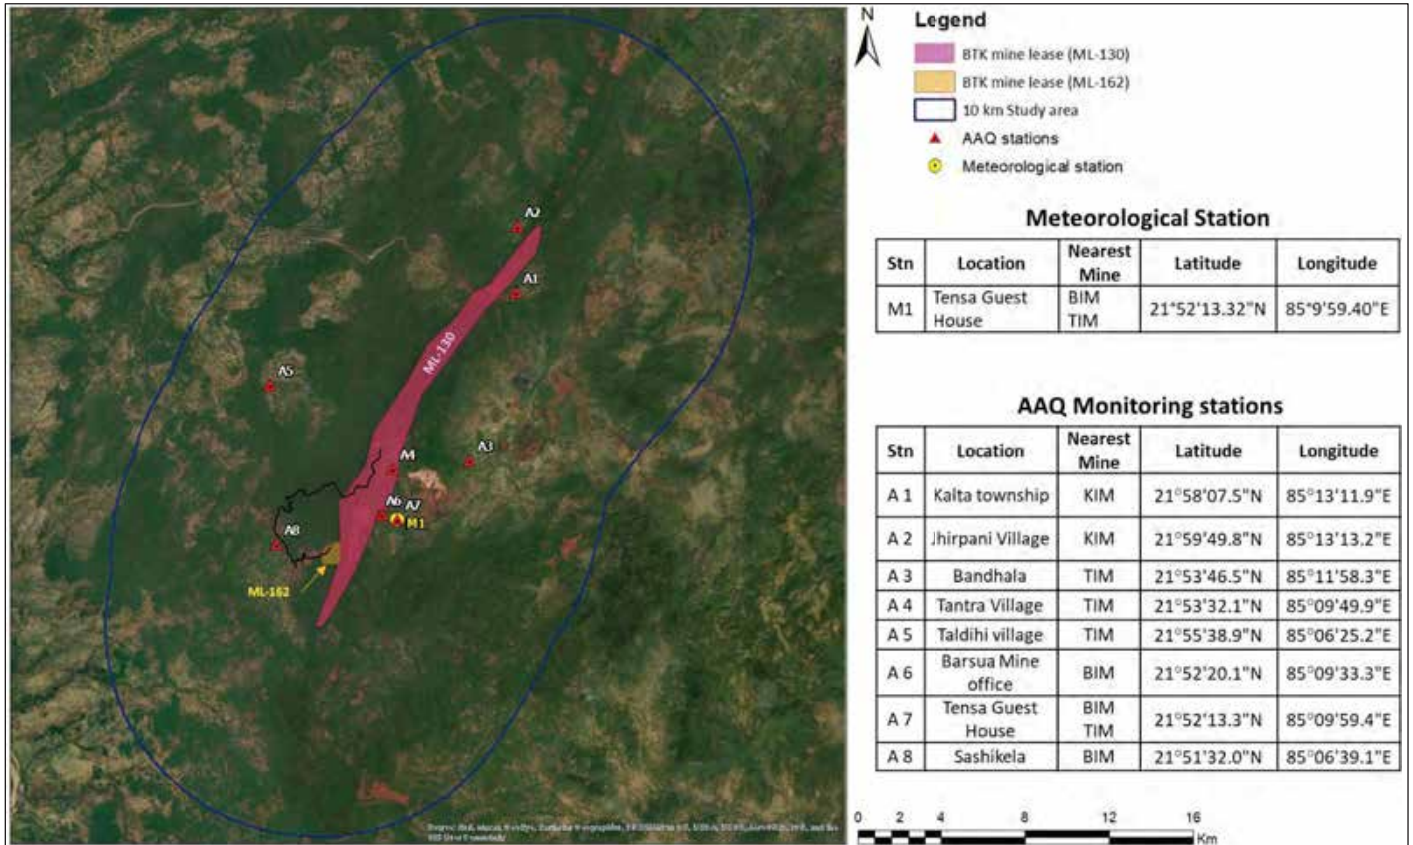 A2
A1
ML-130
A5
A3
A4
A6 A7
M1
A8
ML-162
N
Legend
BTK mine lease (ML-130)
BTK mine lease (ML-162)
10 km Study area
AAQ stations
Meteorological station
Meteorological Station
Stn Location Nearest Mine Latitude Longitude
M1 Tensa Guest House BIM TIM 21°52'13.32"N 85°9'59.40"E
AAQ Monitoring stations
Stn Location Nearest Mine Latitude Longitude
A 1 Kalta township KIM 21°58'07.5"N 85°13'11.9"E
A 2 Jhirpani Village KIM 21°59'49.8"N 85°13'13.2"E
A 3 Bandhala TIM 21°53'46.5"N 85°11'58.3"E
A 4 Tantra Village TIM 21°53'32.1"N 85°09'49.9"E
A 5 Taldihi village TIM 21°55'38.9"N 85°06'25.2"E
A 6 Barsua Mine office BIM 21°52'20.1"N 85°09'33.3"E
A 7 Tensa Guest House BIM TIM 21°52'13.3"N 85°09'59.4"E
A 8 Sashikela BIM 21°51'32.0"N 85°06'39.1"E
0 2 4 8 12 16
Km